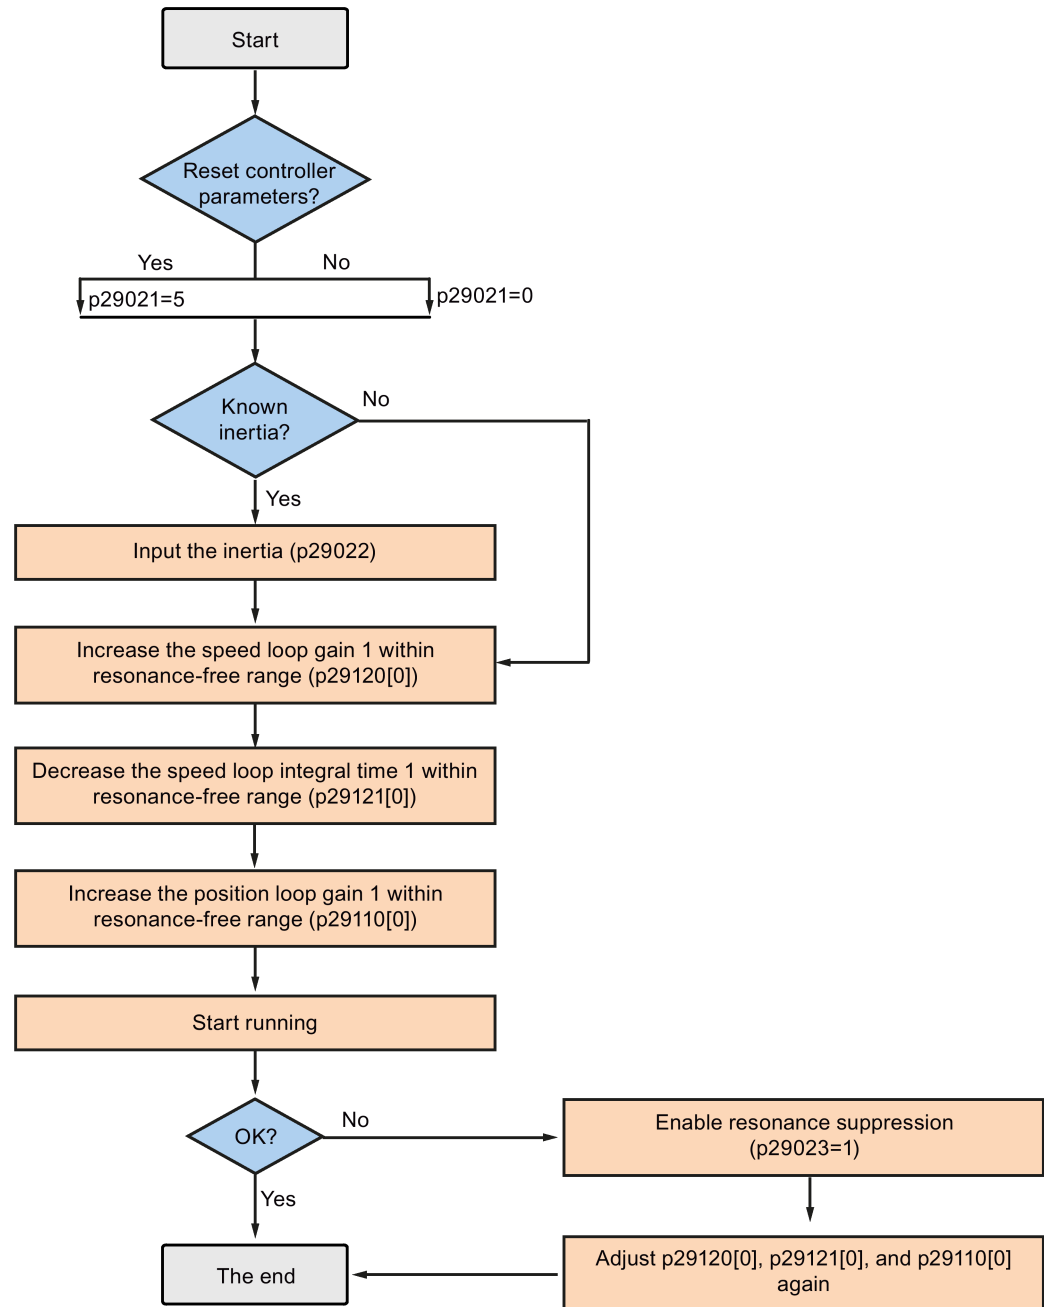 Start
Reset controller
parameters?
Yes
No
p29021=5
p29021=0
Known
inertia?
No
Yes
Input the inertia (p29022)
Increase the speed loop gain 1 within
resonance-free range (p29120[0])
Decrease the speed loop integral time 1 within
resonance-free range (p29121[0])
Increase the position loop gain 1 within
resonance-free range (p29110[0])
Start running
OK?
No
Enable resonance suppression
(p29023=1)
Yes
Adjust p29120[0], p29121[0], and p29110[0]
again
The end